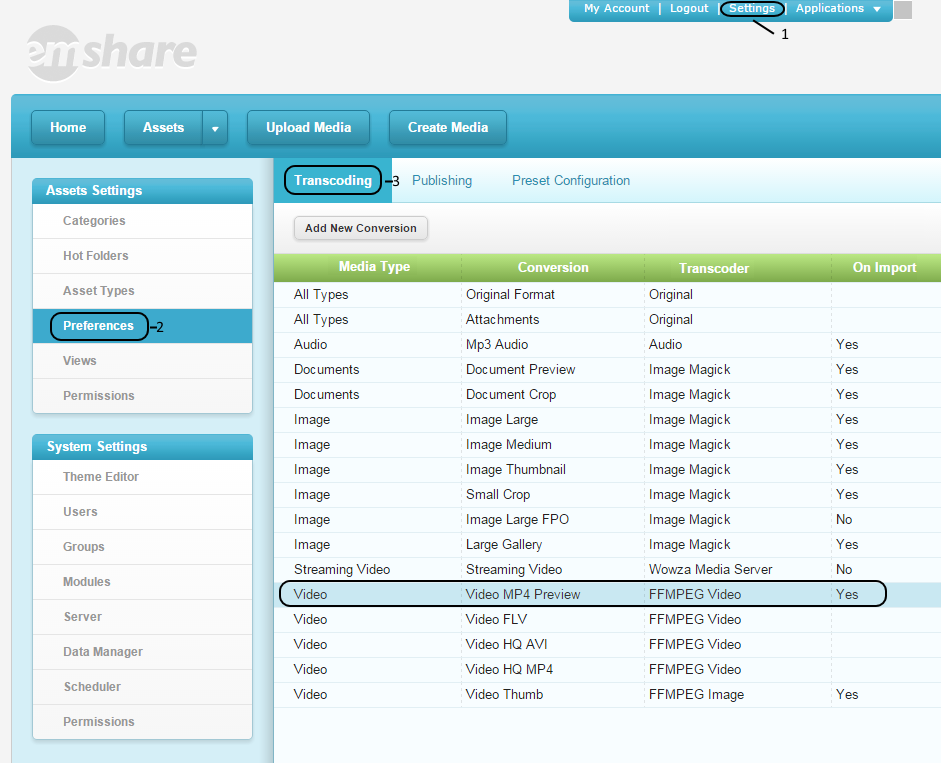 My Account | Logout | Settings | Applications
1
emshare
Home Assets Upload Media Create Media
Assets Settings
Categories
Hot Folders
Asset Types
Preferences 2
Views
Permissions
System Settings
Theme Editor
Users
Groups
Modules
Server
Data Manager
Scheduler
Permissions
Transcoding 3 Publishing Preset Configuration
Add New Conversion
Media Type Conversion Transcoder On Import
All Types Original Format Original
All Types Attachments Original
Audio Mp3 Audio Audio Yes
Documents Document Preview Image Magick Yes
Documents Document Crop Image Magick Yes
Image Image Large Image Magick Yes
Image Image Medium Image Magick Yes
Image Image Thumbnail Image Magick Yes
Image Small Crop Image Magick Yes
Image Image Large FPO Image Magick No
Image Large Gallery Image Magick Yes
Streaming Video Streaming Video Wowza Media Server No
Video Video MP4 Preview FFMPEG Video Yes
Video Video FLV FFMPEG Video
Video Video HQ AVI FFMPEG Video
Video Video HQ MP4 FFMPEG Video
Video Video Thumb FFMPEG Image Yes